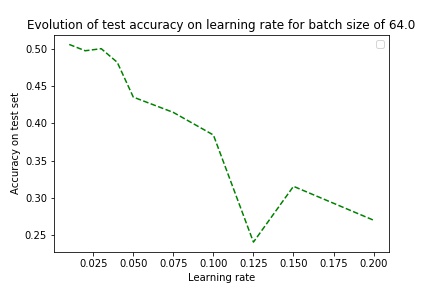 Evolution of test accuracy on learning rate for batch size of 64.0
0.50
0.45
0.40
0.35
0.30
0.25
Accuracy on test set
0.025 0.050 0.075 0.100 0.125 0.150 0.175 0.200
Learning rate